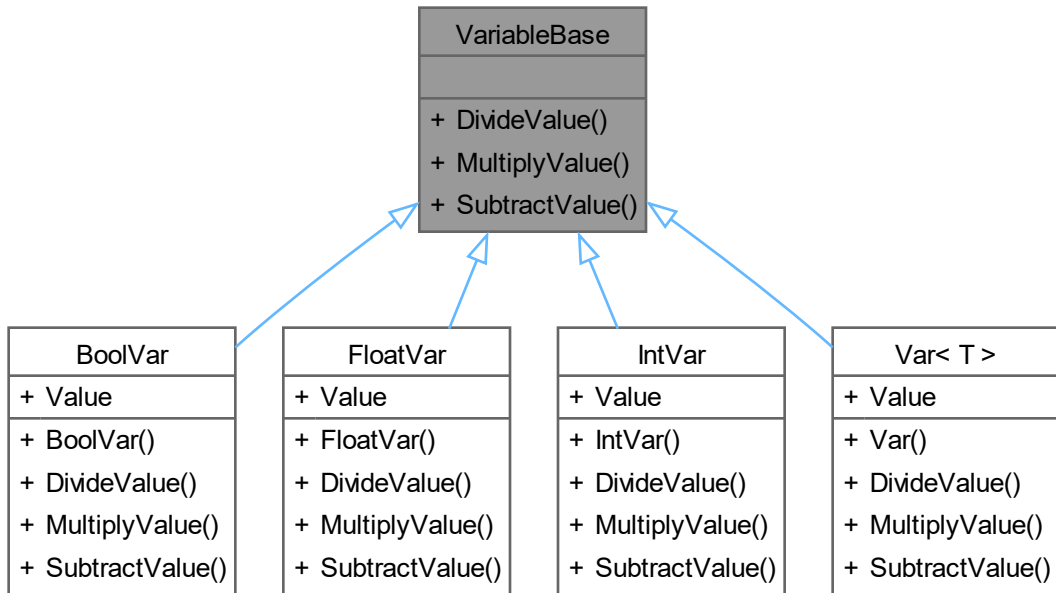 VariableBase
+ DivideValue()
+ MultiplyValue()
+ SubtractValue()
BoolVar
+ Value
+ BoolVar()
+ DivideValue()
+ MultiplyValue()
+ SubtractValue()
FloatVar
+ Value
+ FloatVar()
+ DivideValue()
+ MultiplyValue()
+ SubtractValue()
IntVar
+ Value
+ IntVar()
+ DivideValue()
+ MultiplyValue()
+ SubtractValue()
Var< T >
+ Value
+ Var()
+ DivideValue()
+ MultiplyValue()
+ SubtractValue()